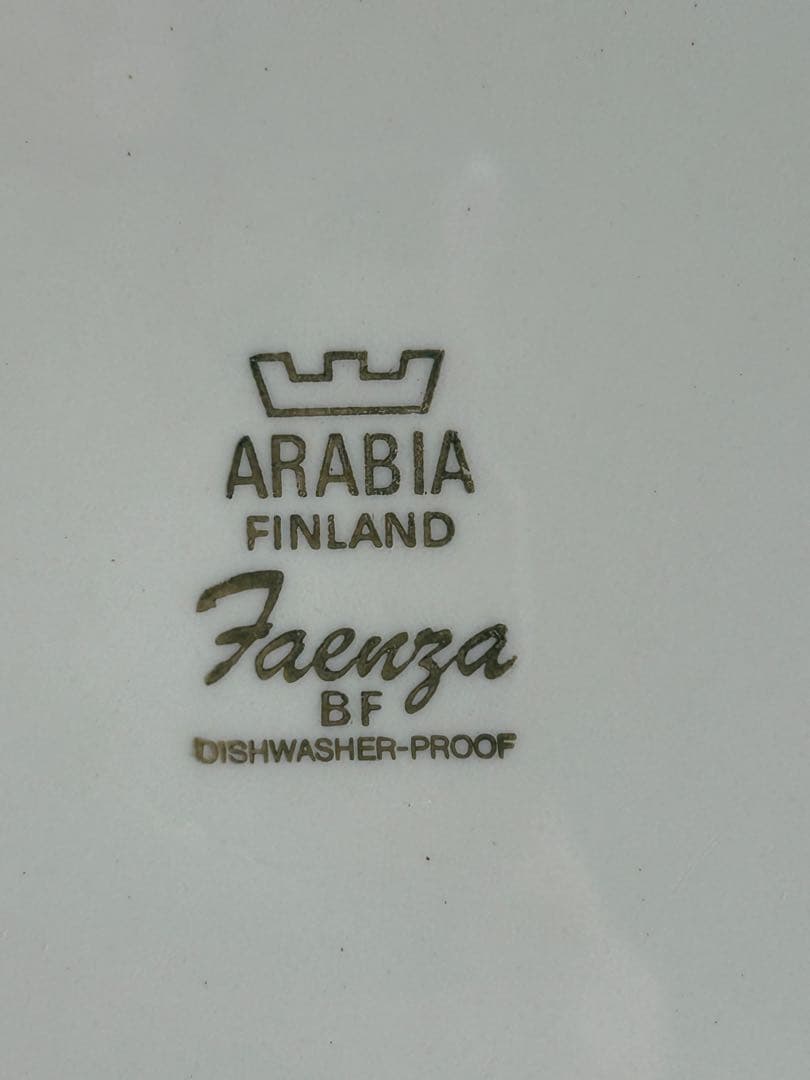 ARABIA
FINLAND
Faenza
BF
DISHWASHER-PROOF